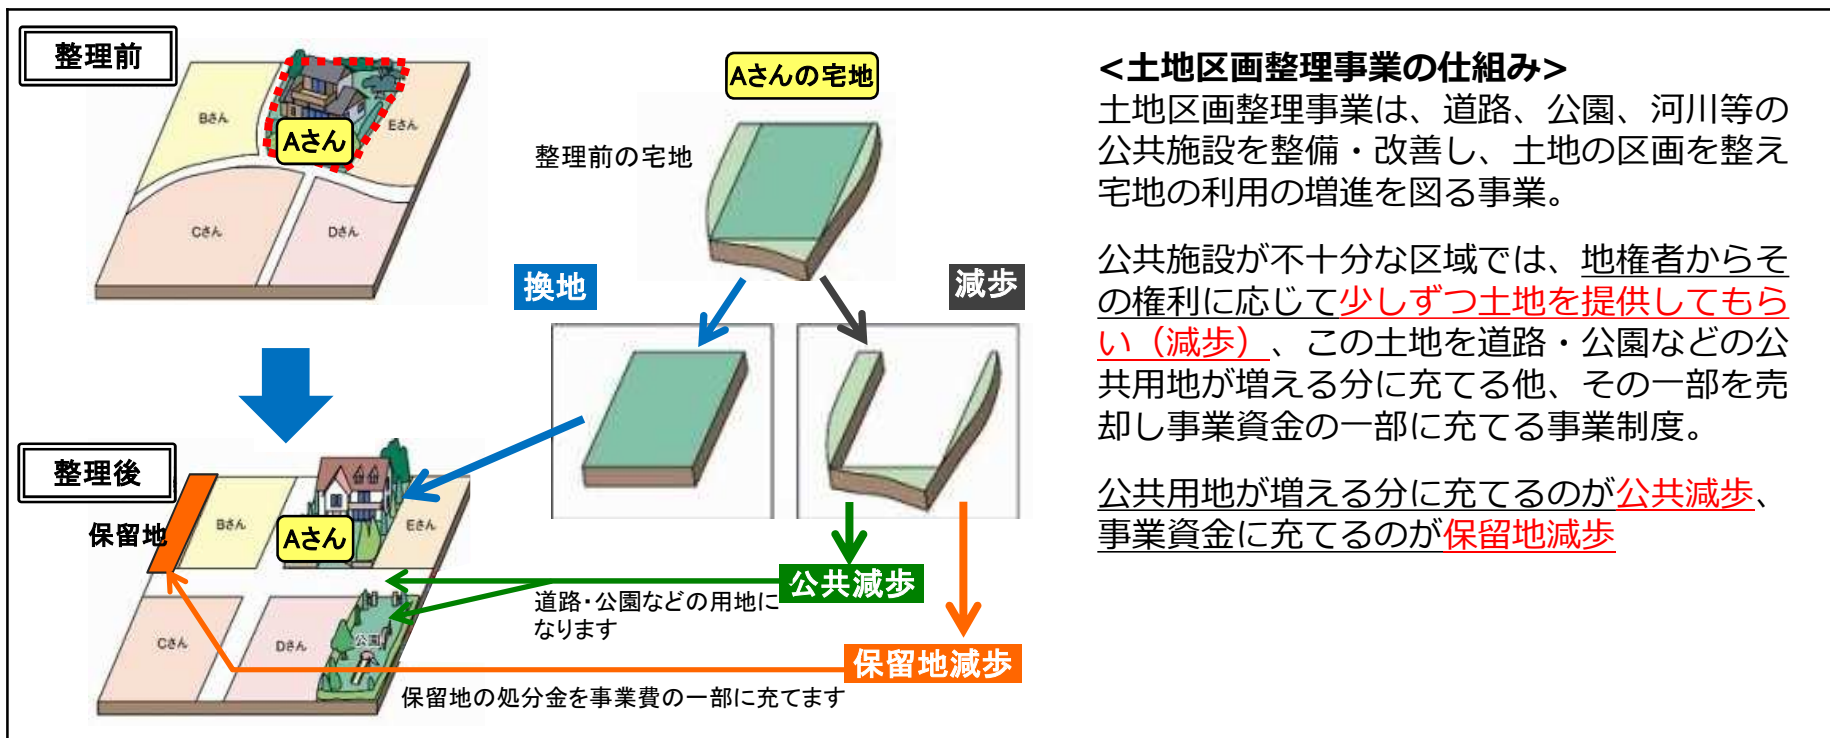 整理前
Bさん
Aさん
Eさん
Cさん
Dさん
Aさんの宅地
整理前の宅地
換地
減歩
整理後
保留地
Bさん
Aさん
Eさん
Cさん
Dさん
公園
公共減歩
道路・公園などの用地に
なります
保留地減歩
保留地の処分金を事業費の一部に充てます
<土地区画整理事業の仕組み>
土地区画整理事業は、道路、公園、河川等の
公共施設を整備・改善し、土地の区画を整え
宅地の利用の増進を図る事業。
公共施設が不十分な区域では、地権者からそ
の権利に応じて少しずつ土地を提供してもら
い（減歩）、この土地を道路・公園などの公
共用地が増える分に充てる他、その一部を売
却し事業資金の一部に充てる事業制度。
公共用地が増える分に充てるのが公共減歩、
事業資金に充てるのが保留地減歩